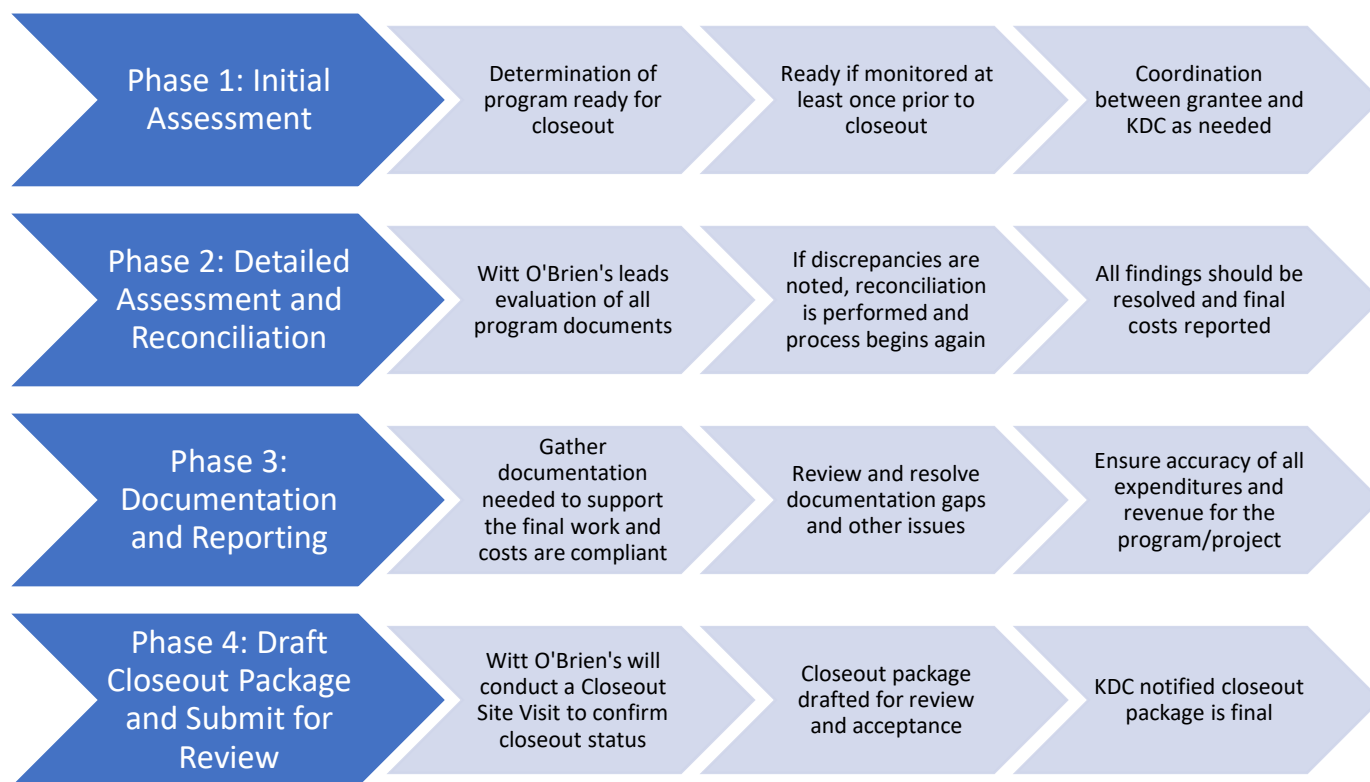 Phase 1: Initial
Assessment
Determination of
program ready for
closeout
Ready if monitored at
least once prior to
closeout
Coordination
between grantee and
KDC as needed
Phase 2: Detailed
Assessment and
Reconciliation
Witt O'Brien's leads
evaluation of all
program documents
If discrepancies are
noted, reconciliation
is performed and
process begins again
All findings should be
resolved and final
costs reported
Phase 3:
Documentation
and Reporting
Gather
documentation
needed to support
the final work and
costs are compliant
Review and resolve
documentation gaps
and other issues
Ensure accuracy of all
expenditures and
revenue for the
program/project
Phase 4: Draft
Closeout Package
and Submit for
Review
Witt O'Brien's will
conduct a Closeout
Site Visit to confirm
closeout status
Closeout package
drafted for review
and acceptance
KDC notified closeout
package is final